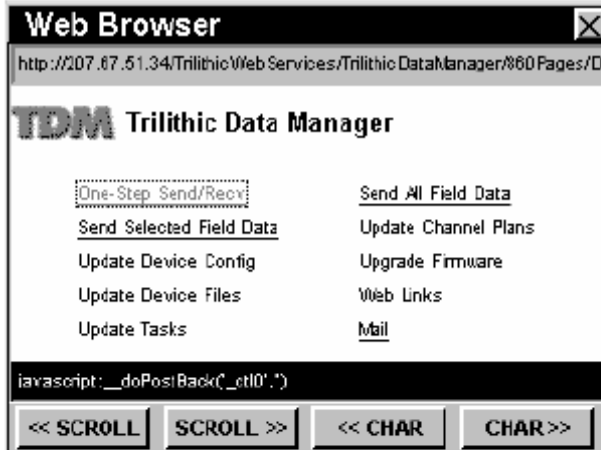 Web Browser
http://207.67.51.34/TrilithicWebServices/TrilithicDataManager/860Pages/D
TDM Trilithic Data Manager
One-Step Send/Recv Send All Field Data
Send Selected Field Data Update Channel Plans
Update Device Config Upgrade Firmware
Update Device Files Web Links
Update Tasks Mail
javascript:__doPostBack('_ctl0','')
<< SCROLL SCROLL >> << CHAR CHAR>>